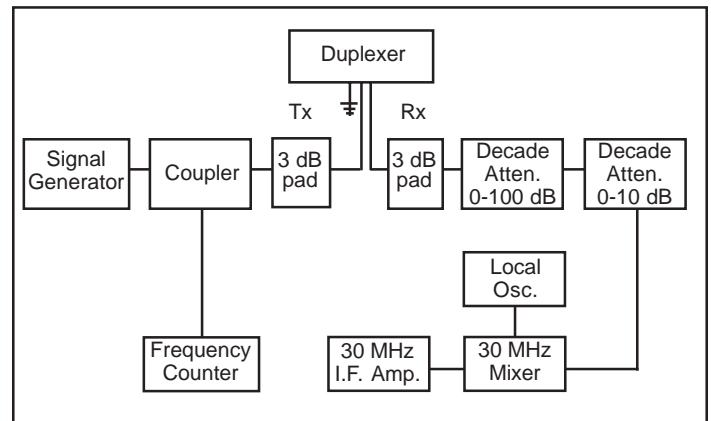 Duplexer
Tx
Rx
Signal
Generator
Coupler
3 dB
pad
3 dB
pad
Decade
Atten.
0-100 dB
Decade
Atten.
0-10 dB
Local
Osc.
Frequency
Counter
30 MHz
I.F. Amp.
30 MHz
Mixer